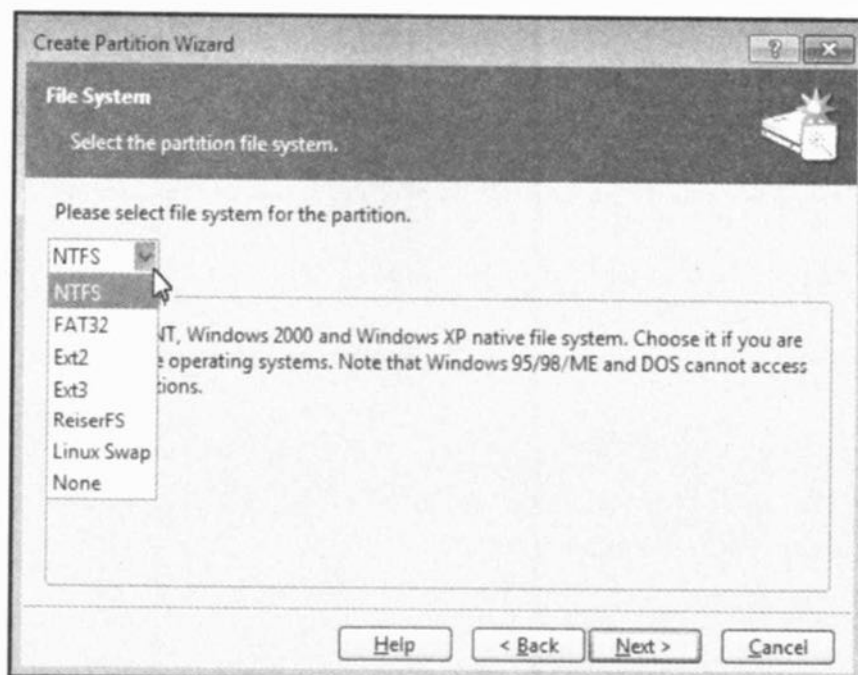 Create Partition Wizard
File System
Select the partition file system.
Please select file system for the partition.
NTFS
NTFS
FAT32
Ext2
Ext3
ReiserFS
Linux Swap
None
NT, Windows 2000 and Windows XP native file system. Choose it if you are
operating systems. Note that Windows 95/98/ME and DOS cannot access
Help
< Back
Next >
Cancel